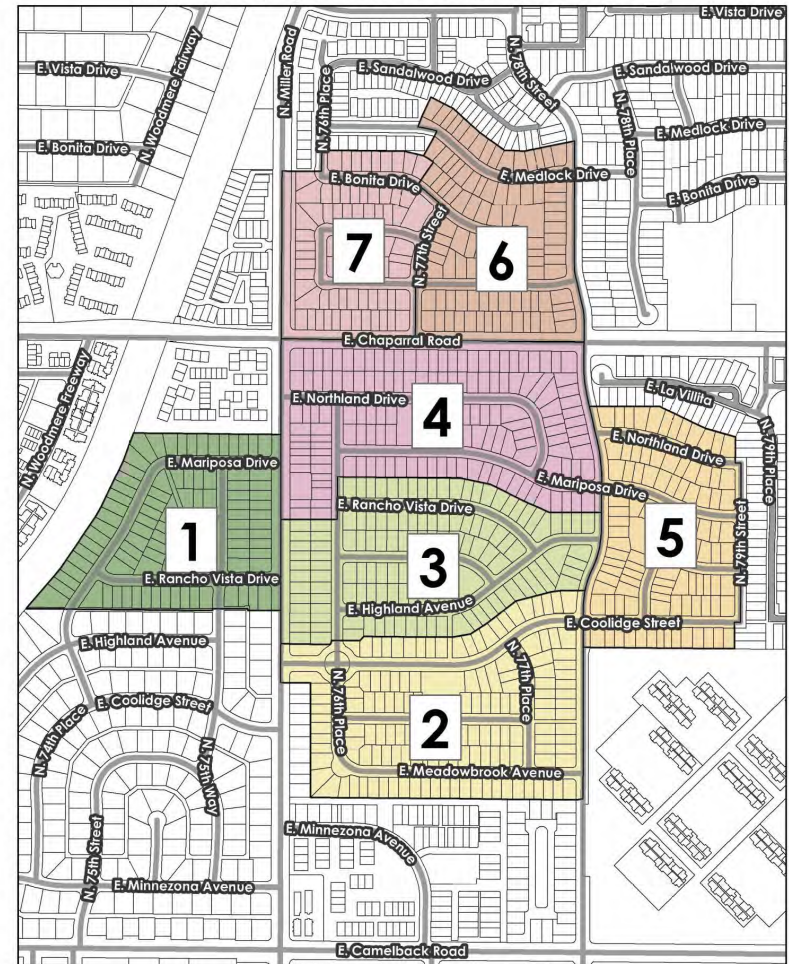 E. Vista Drive
E. Vista Drive
N. Woodmere Fairway
N. Miller Road
N. 76th Place
E. Sandalwood Drive
N. 78th Street
E. Sandalwood Drive
N. 78th Place
E. Medlock Drive
E. Bonita Drive
E. Bonita Drive
E. Medlock Drive
E. Bonita Drive
N. 77th Street
7
6
E. Chaparral Road
N. Woodmere Freeway
E. Northland Drive
4
E. La Villita
N. 79th Place
E. Northland Drive
E. Mariposa Drive
E. Mariposa Drive
E. Rancho Vista Drive
1
3
5
N. 79th Street
E. Rancho Vista Drive
E. Highland Avenue
E. Coolidge Street
E. Highland Avenue
N. 77th Place
N. 76th Place
E. Coolidge Street
2
N. 74th Place
N. 75th Way
E. Meadowbrook Avenue
N. 75th Street
E. Minnezona Avenue
E. Minnezona Avenue
E. Camelback Road